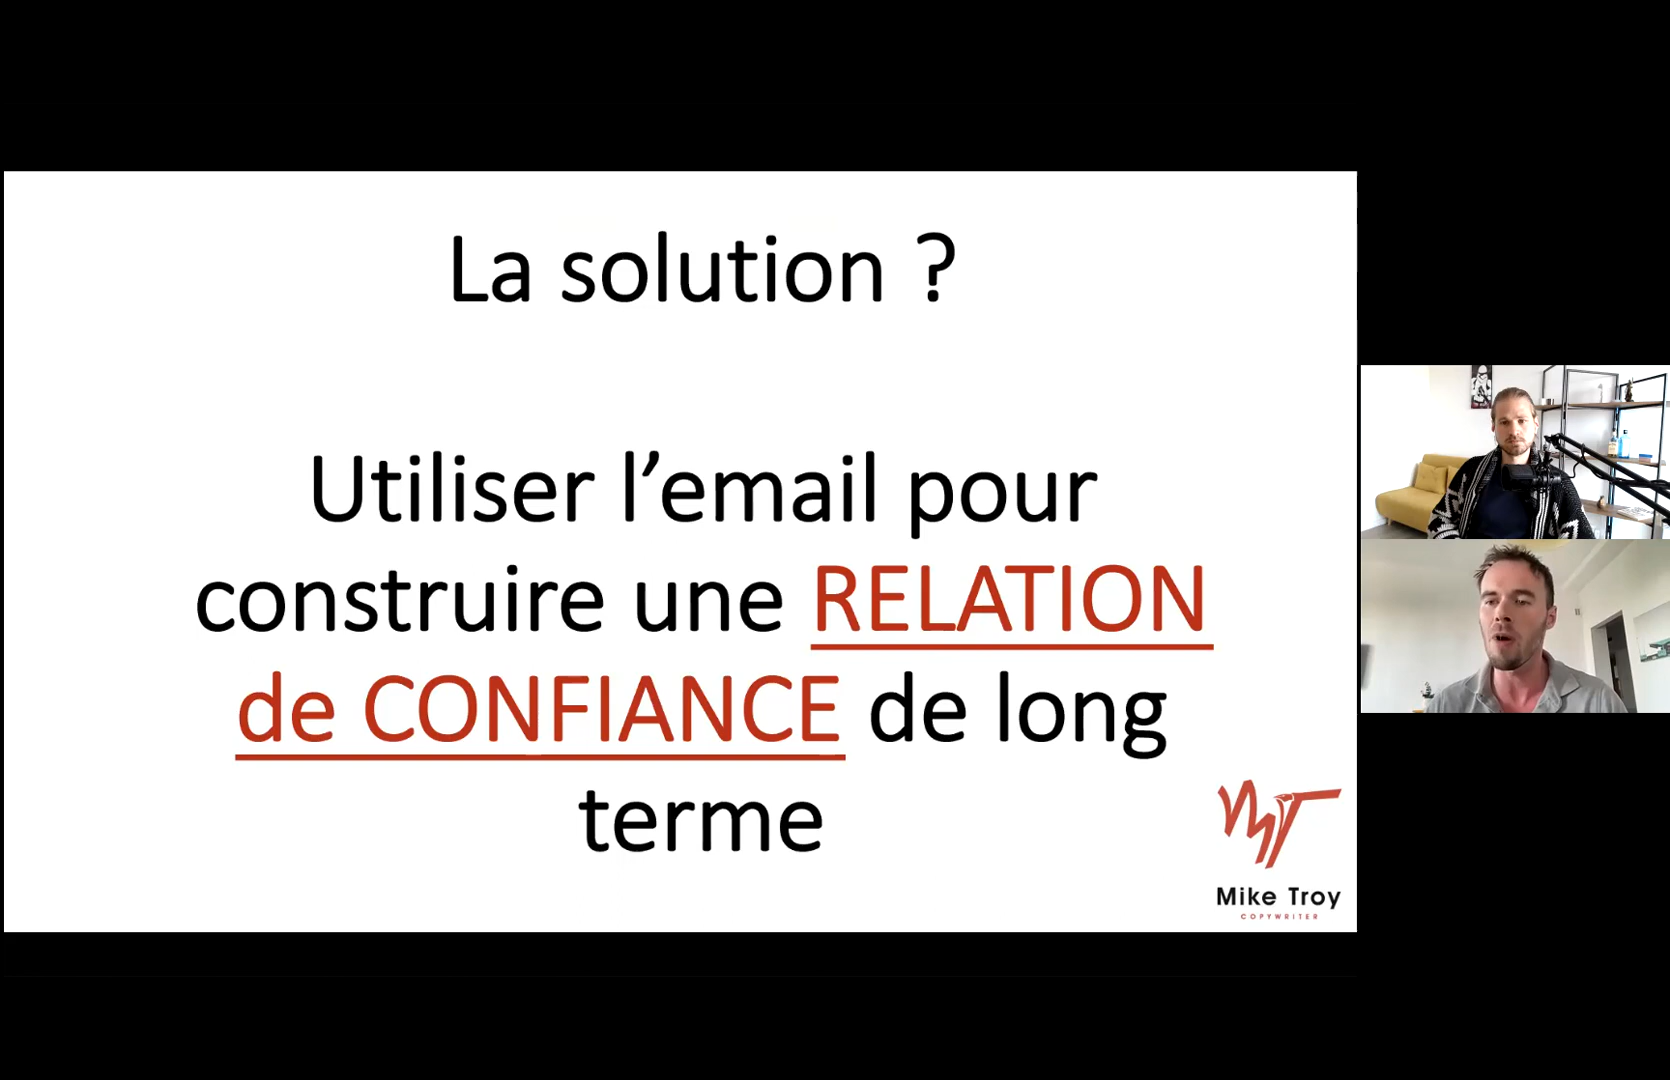 La solution ?
Utiliser l’email pour
construire une RELATION
de CONFIANCE de long
terme
Mike Troy
COPYWRITER